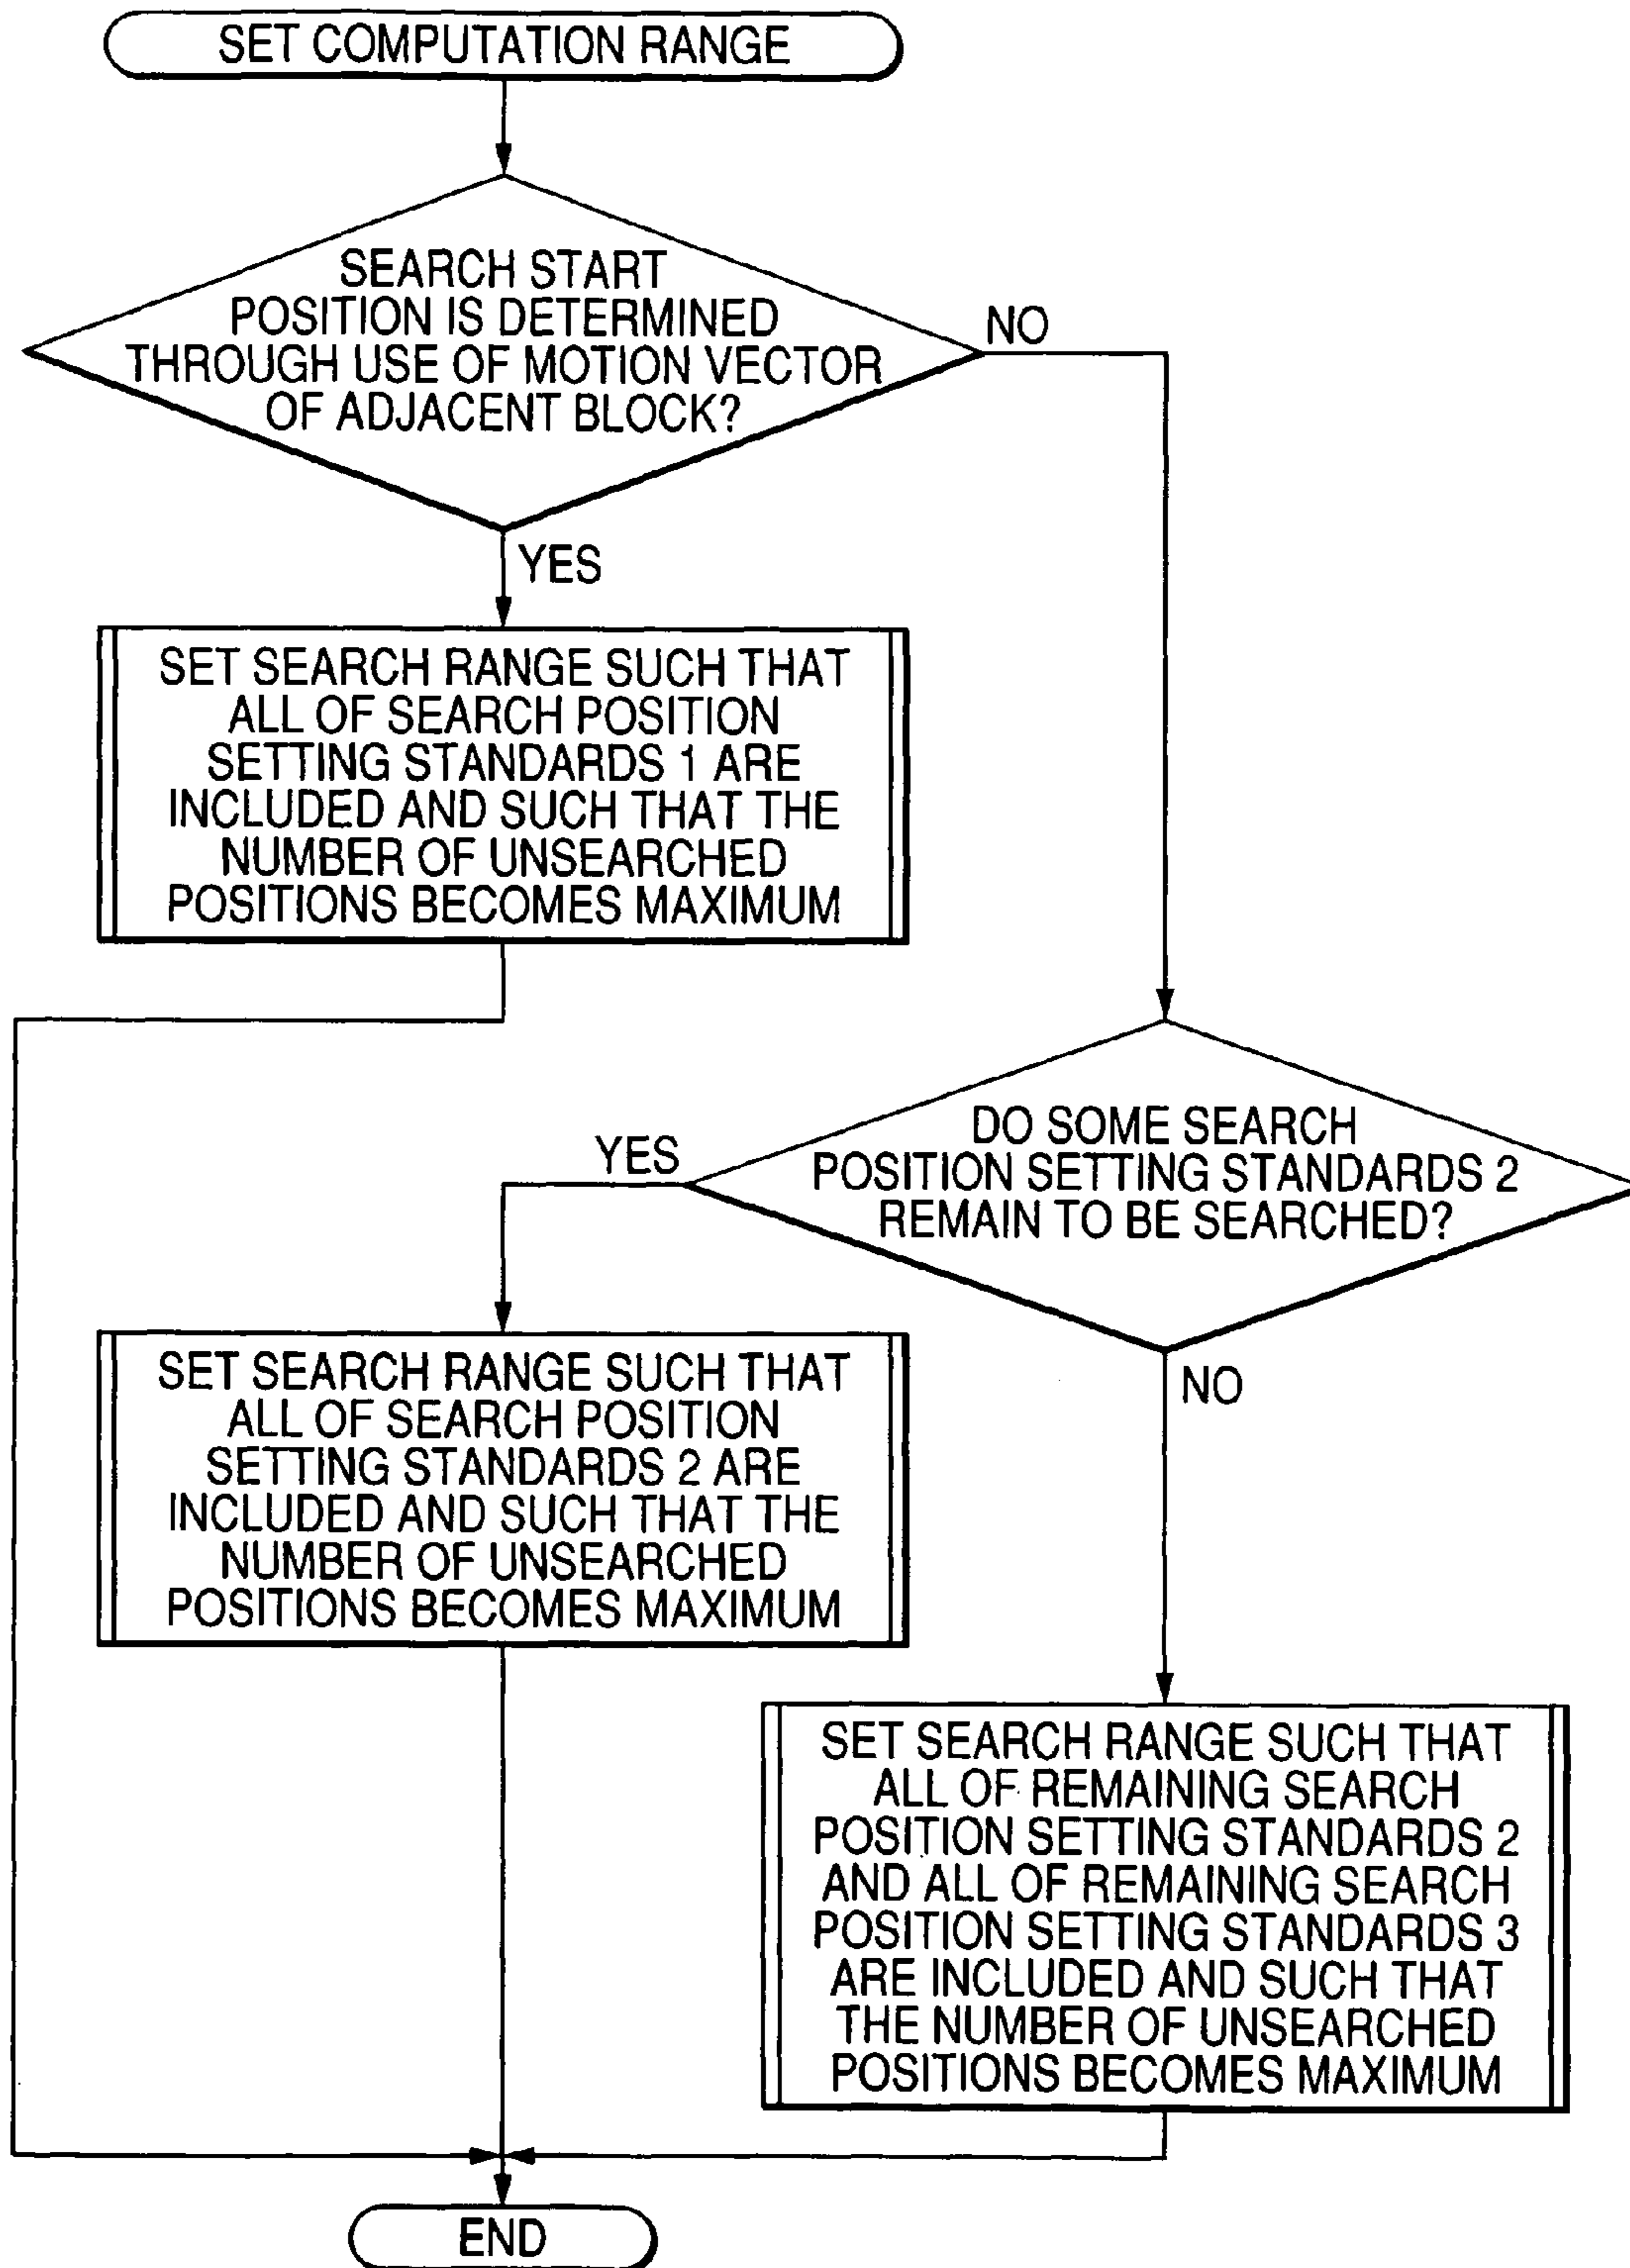 SET COMPUTATION RANGE
SEARCH START
POSITION IS DETERMINED
THROUGH USE OF MOTION VECTOR
OF ADJACENT BLOCK?
NO
YES
SET SEARCH RANGE SUCH THAT
ALL OF SEARCH POSITION
SETTING STANDARDS 1 ARE
INCLUDED AND SUCH THAT THE
NUMBER OF UNSEARCHED
POSITIONS BECOMES MAXIMUM
DO SOME SEARCH
POSITION SETTING STANDARDS 2
REMAIN TO BE SEARCHED?
YES
NO
SET SEARCH RANGE SUCH THAT
ALL OF SEARCH POSITION
SETTING STANDARDS 2 ARE
INCLUDED AND SUCH THAT THE
NUMBER OF UNSEARCHED
POSITIONS BECOMES MAXIMUM
SET SEARCH RANGE SUCH THAT
ALL OF REMAINING SEARCH
POSITION SETTING STANDARDS 2
AND ALL OF REMAINING SEARCH
POSITION SETTING STANDARDS 3
ARE INCLUDED AND SUCH THAT
THE NUMBER OF UNSEARCHED
POSITIONS BECOMES MAXIMUM
END